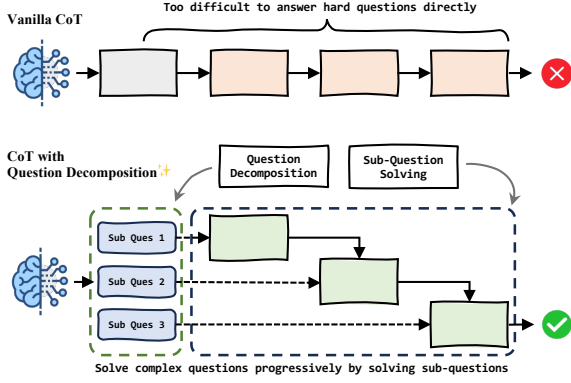 Vanilla CoT
Too difficult to answer hard questions directly
CoT with
Question Decomposition✨
Question
Decomposition
Sub-Question
Solving
Sub Ques 1
Sub Ques 2
Sub Ques 3
Solve complex questions progressively by solving sub-questions